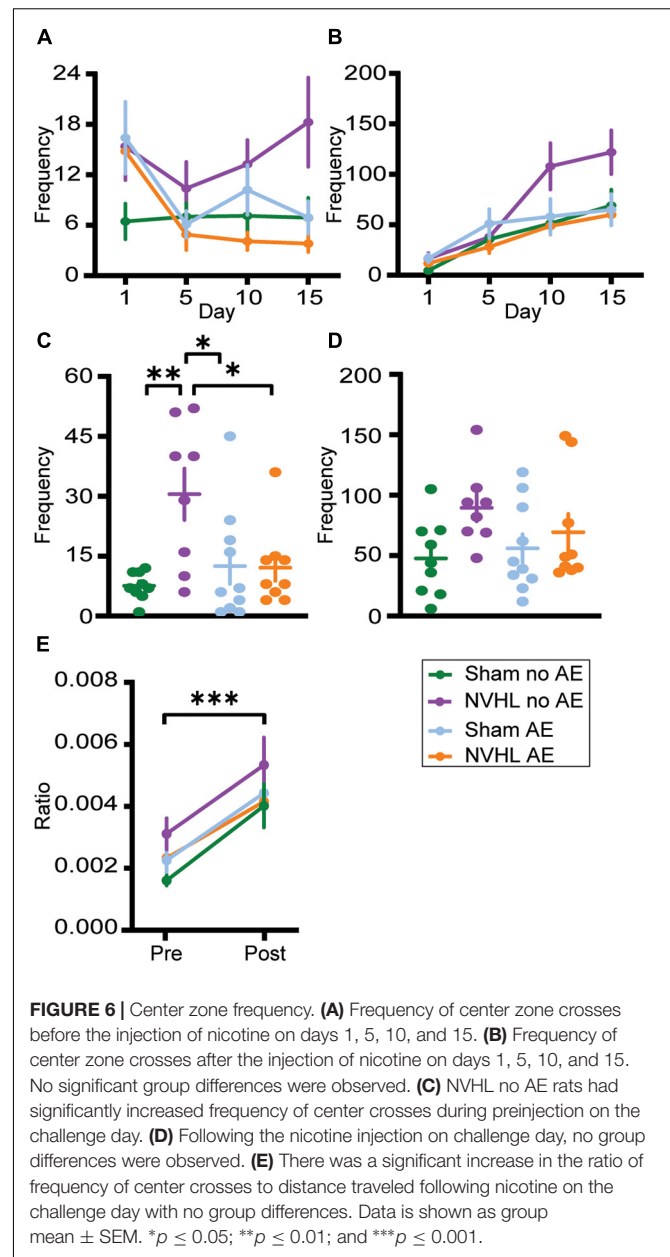 A
B
24
18
12
6
0
Frequency
1 5 10 15
Day
200
150
100
50
0
Frequency
1 5 10 15
Day
C
D
** * *
60
45
30
15
0
Frequency
200
150
100
50
0
Frequency
E
0.008
0.006
0.004
0.002
0.000
Ratio
***
Pre Post
Sham no AE
NVHL no AE
Sham AE
NVHL AE
FIGURE 6 | Center zone frequency. (A) Frequency of center zone crosses
before the injection of nicotine on days 1, 5, 10, and 15. (B) Frequency of
center zone crosses after the injection of nicotine on days 1, 5, 10, and 15.
No significant group differences were observed. (C) NVHL no AE rats had
significantly increased frequency of center crosses during preinjection on the
challenge day. (D) Following the nicotine injection on challenge day, no group
differences were observed. (E) There was a significant increase in the ratio of
frequency of center crosses to distance traveled following nicotine on the
challenge day with no group differences. Data is shown as group
mean ± SEM. *p ≤ 0.05; **p ≤ 0.01; and ***p ≤ 0.001.